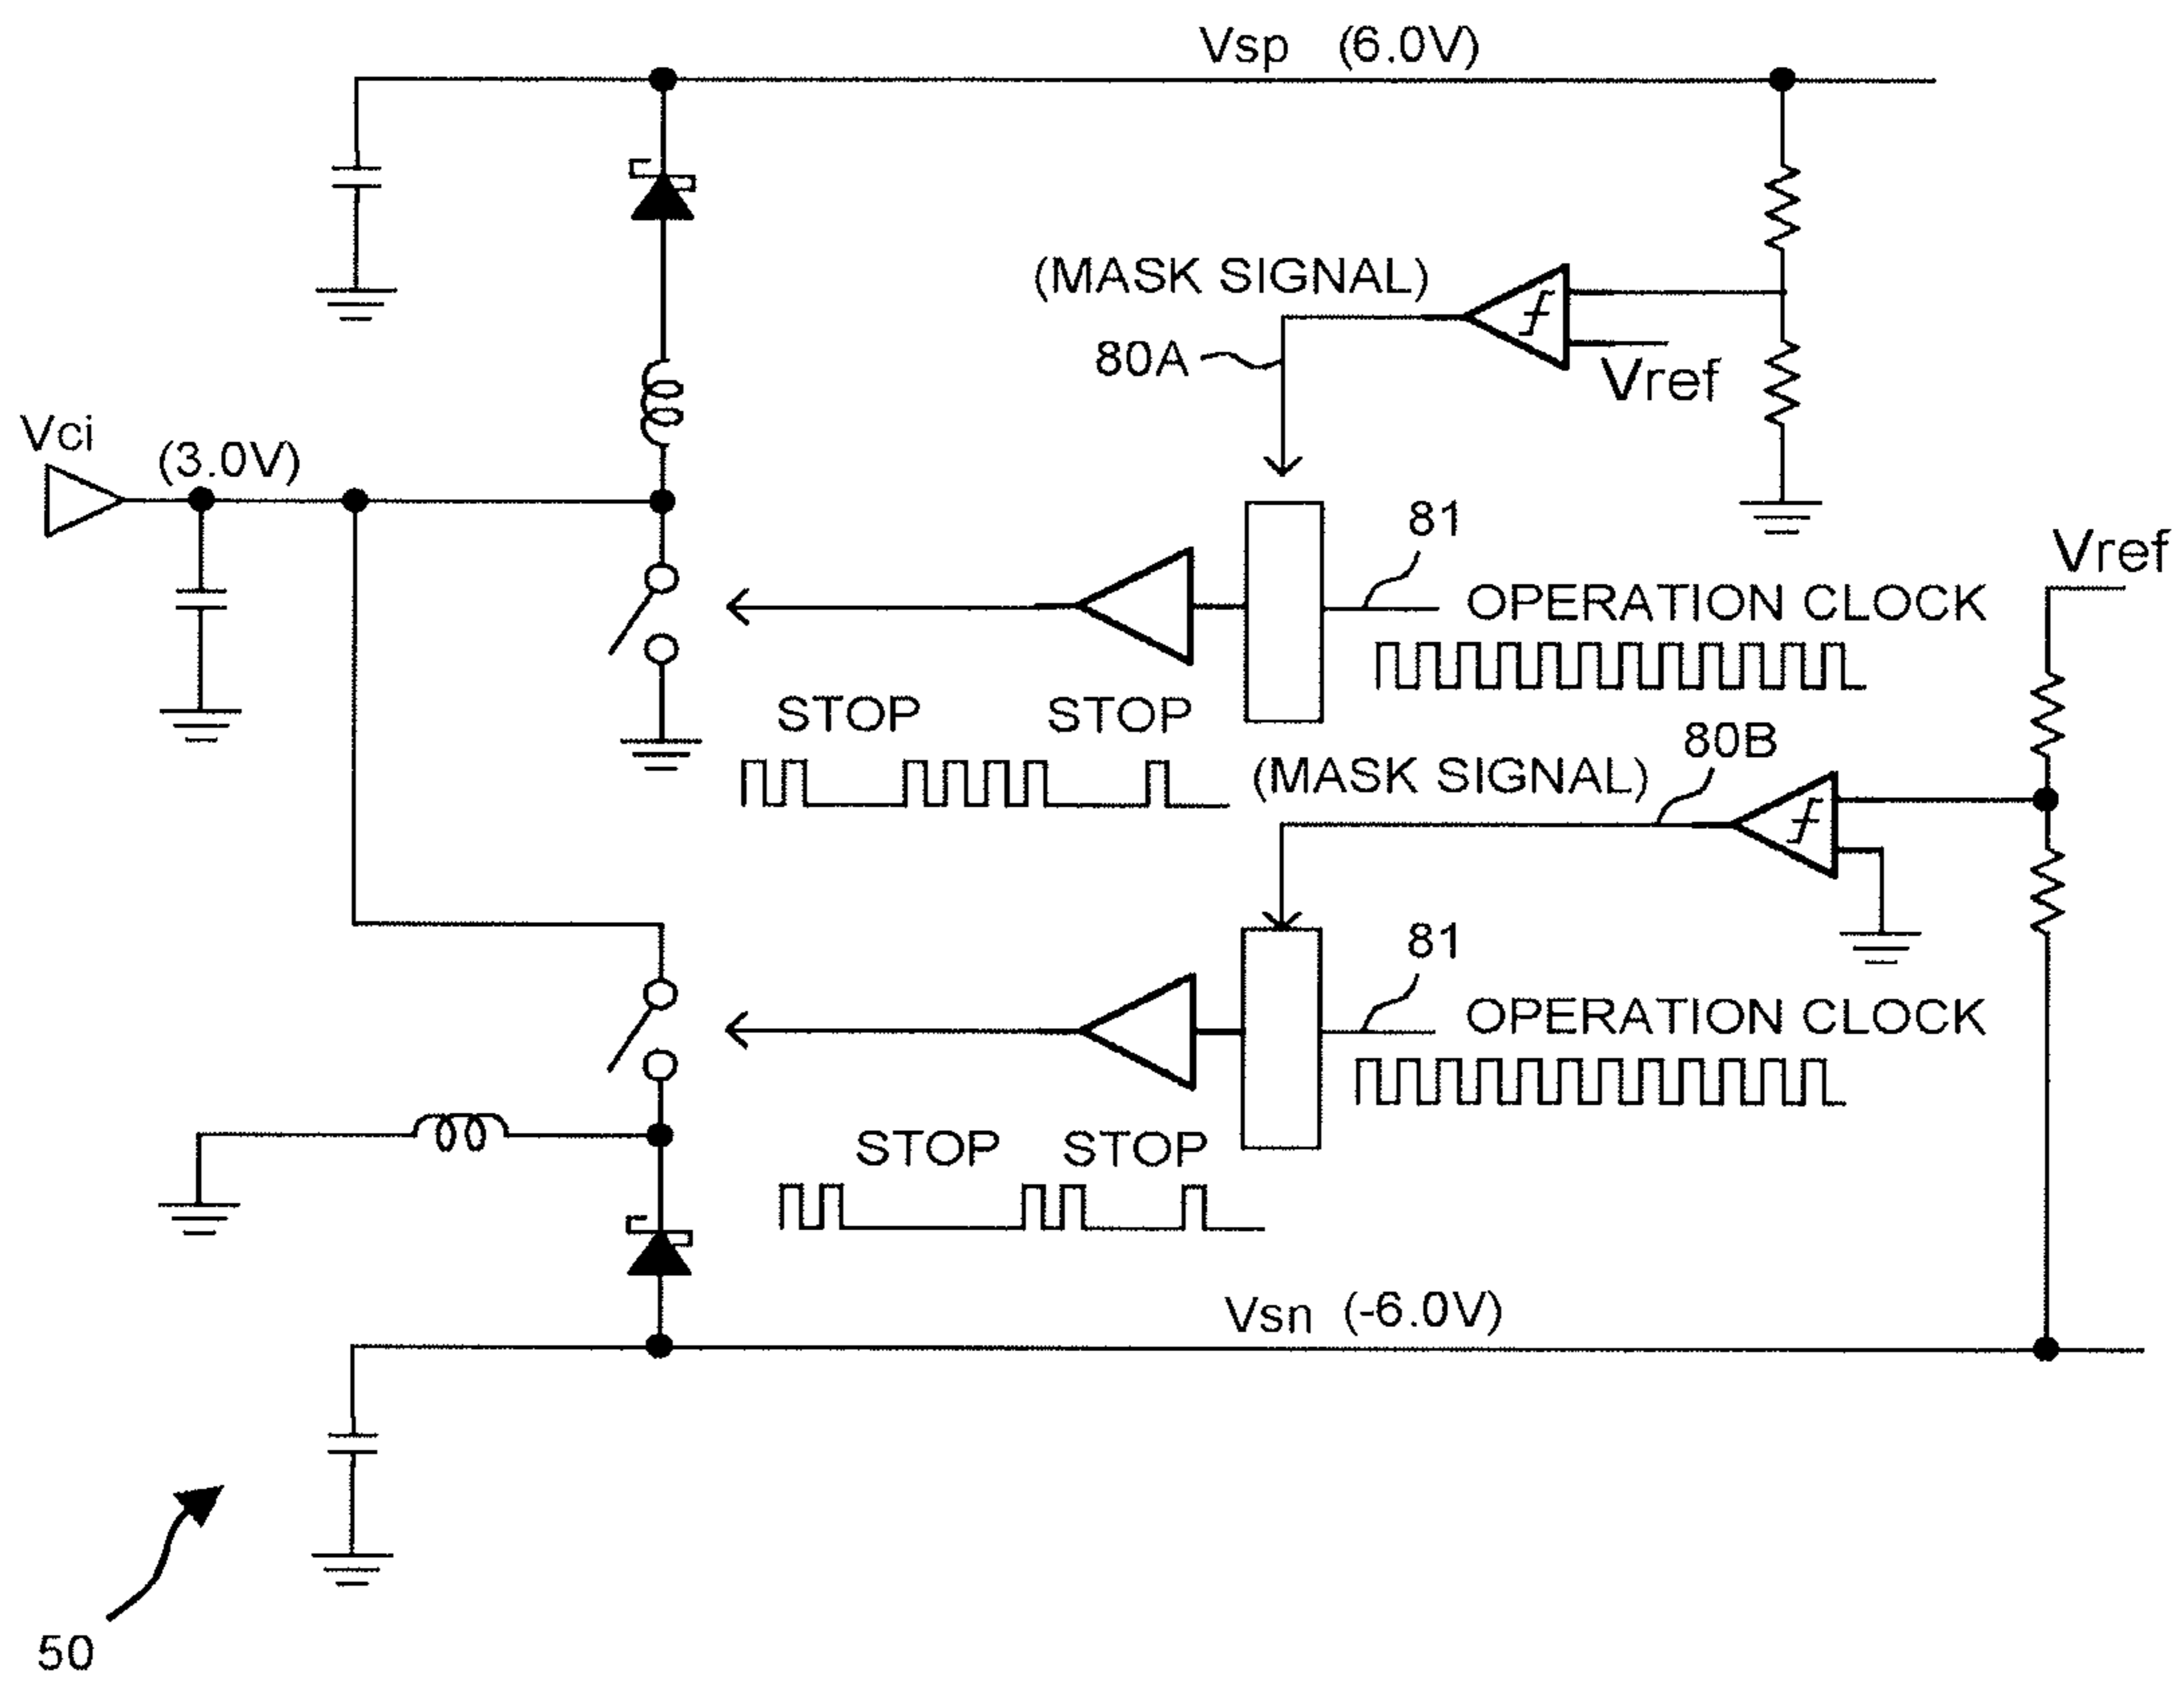 Vsp (6.0V)
(MASK SIGNAL)
80A
Vref
Vci
(3.0V)
81
OPERATION CLOCK
Vref
STOP STOP
80B
(MASK SIGNAL)
81
OPERATION CLOCK
STOP STOP
Vsn (-6.0V)
50